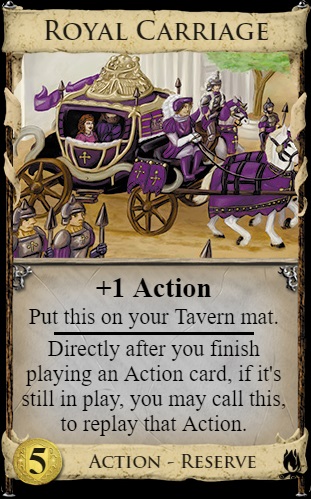 ROYAL CARRIAGE
+1 Action
Put this on your Tavern mat.
Directly after you finish
playing an Action card, if it's
still in play, you may call this,
to replay that Action.
5
ACTION - RESERVE